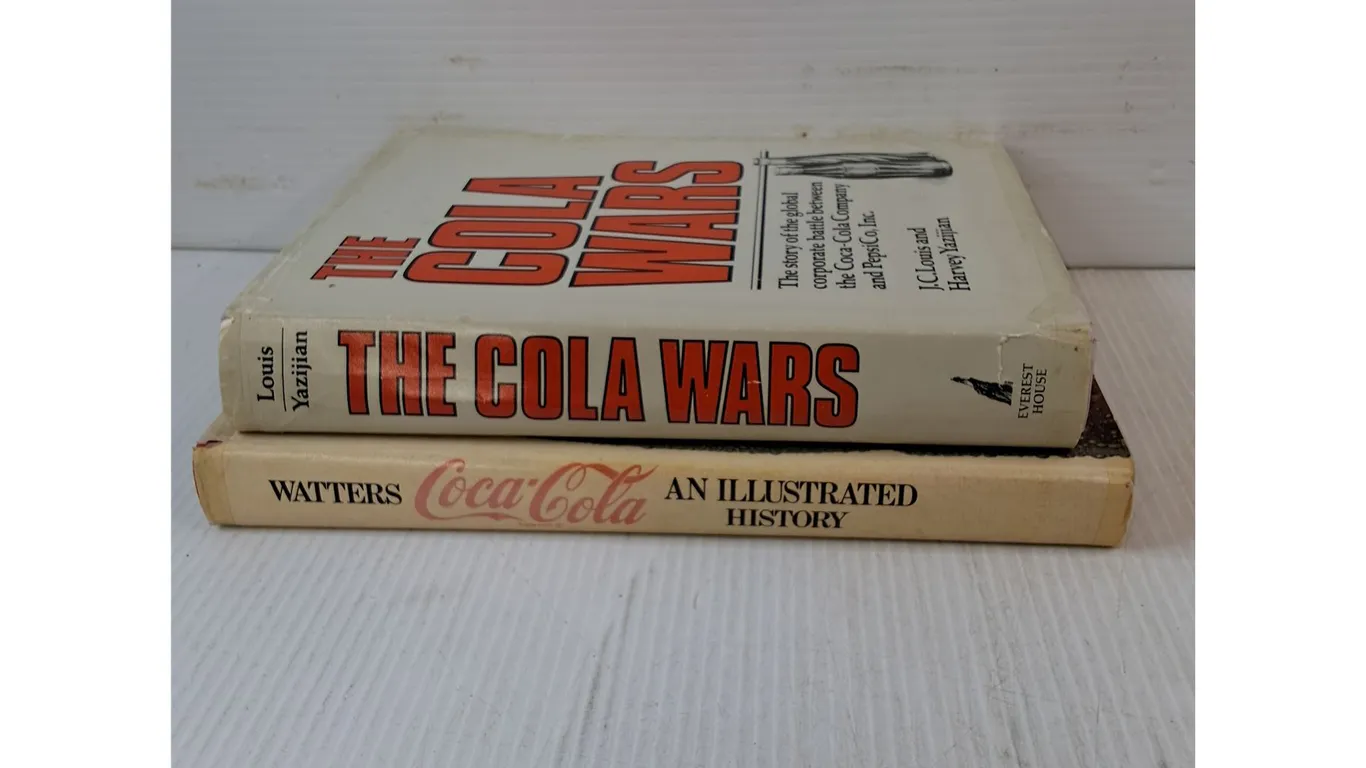 THE
COLA
WARS
The story of the global
corporate battle between
the Coca-Cola Company
and PepsiCo, Inc.
J.C. Louis and
Harvey Yazijian
Louis
Yazijian
THE COLA WARS
EVEREST
HOUSE
WATTERS Coca-Cola AN ILLUSTRATED
HISTORY